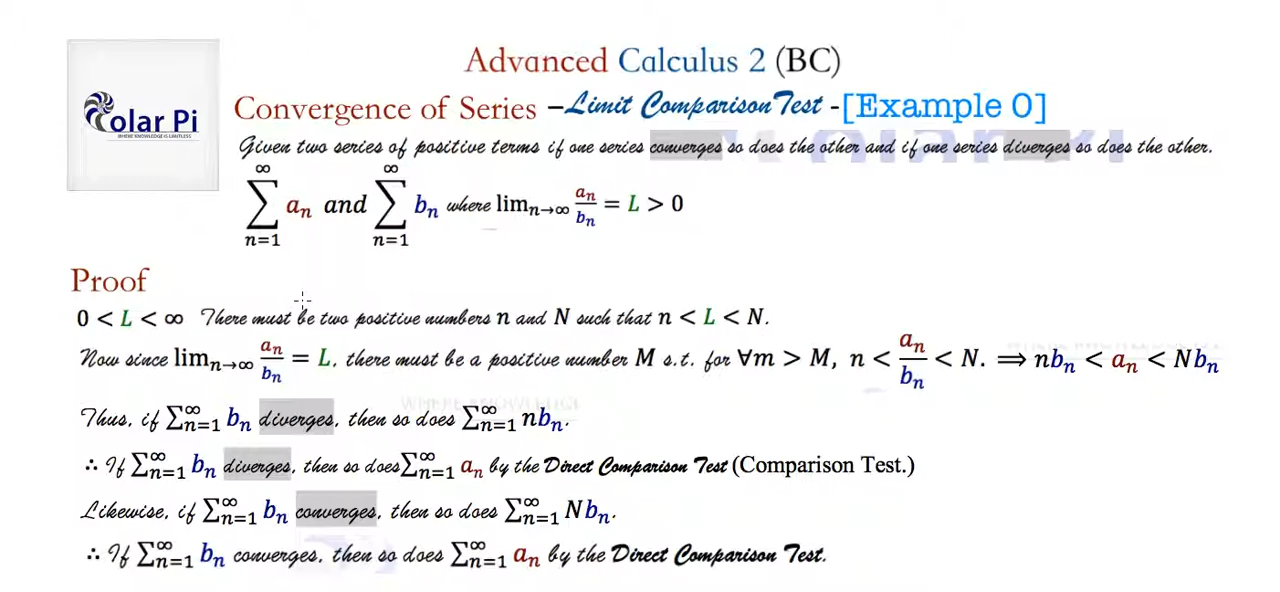 Advanced Calculus 2 (BC)
olar Pi
WHERE KNOWLEDGE IS LIMITLESS
Convergence of Series –Limit Comparison Test -[Example 0]
Given two series of positive terms if one series converges so does the other and if one series diverges so does the other.
∑_{n=1}^{∞} a_n and ∑_{n=1}^{∞} b_n where lim_{n→∞} a_n/b_n = L > 0
Proof
0 < L < ∞ There must be two positive numbers n and N such that n < L < N.
Now since lim_{n→∞} a_n/b_n = L, there must be a positive number M s.t. for ∀m > M, n < a_n/b_n < N. ⟹ nb_n < a_n < Nb_n
Thus, if ∑_{n=1}^{∞} b_n diverges, then so does ∑_{n=1}^{∞} nb_n.
∴ If ∑_{n=1}^{∞} b_n diverges, then so does ∑_{n=1}^{∞} a_n by the Direct Comparison Test (Comparison Test.)
Likewise, if ∑_{n=1}^{∞} b_n converges, then so does ∑_{n=1}^{∞} Nb_n.
∴ If ∑_{n=1}^{∞} b_n converges, then so does ∑_{n=1}^{∞} a_n by the Direct Comparison Test.